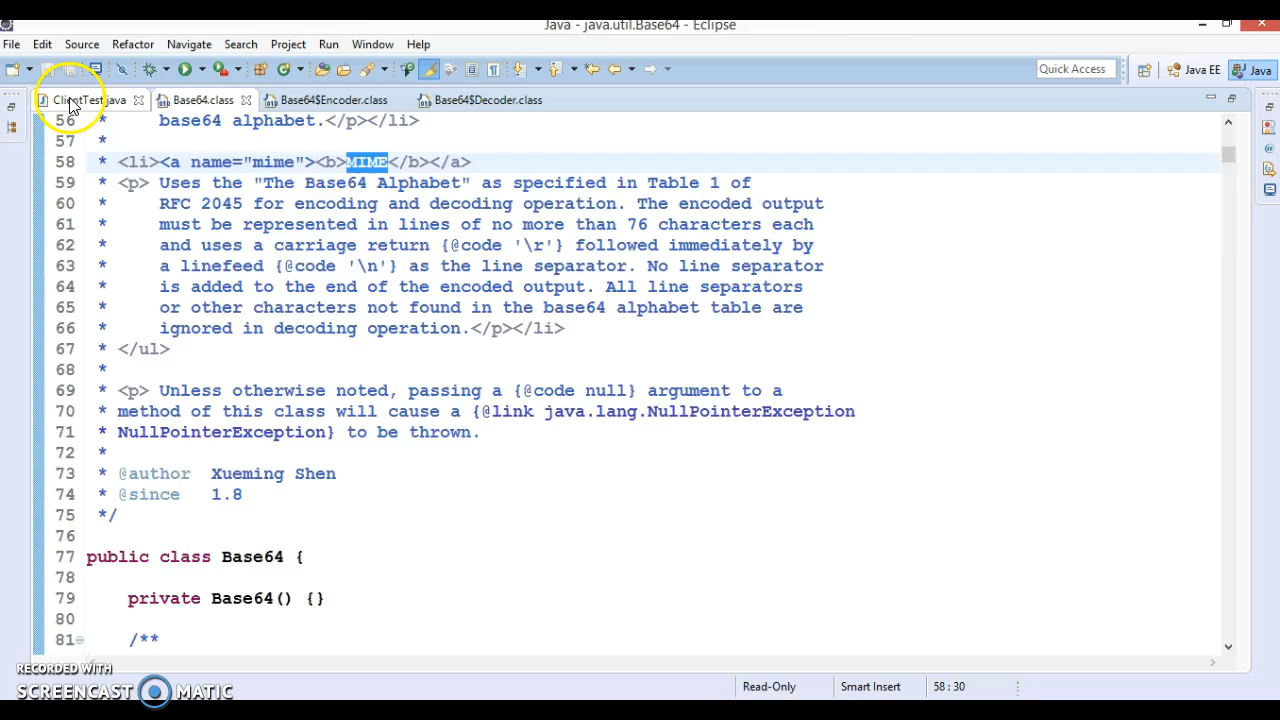 Java - java.util.Base64 - Eclipse
File Edit Source Refactor Navigate Search Project Run Window Help
Quick Access Java EE Java
ClientTest.java Base64.class Base64$Encoder.class Base64$Decoder.class
56 * base64 alphabet.</p></li>
57 *
58 * <li><a name="mime"><b>MIME</b></a>
59 * <p> Uses the "The Base64 Alphabet" as specified in Table 1 of
60 * RFC 2045 for encoding and decoding operation. The encoded output
61 * must be represented in lines of no more than 76 characters each
62 * and uses a carriage return {@code '\r'} followed immediately by
63 * a linefeed {@code '\n'} as the line separator. No line separator
64 * is added to the end of the encoded output. All line separators
65 * or other characters not found in the base64 alphabet table are
66 * ignored in decoding operation.</p></li>
67 * </ul>
68 *
69 * <p> Unless otherwise noted, passing a {@code null} argument to a
70 * method of this class will cause a {@link java.lang.NullPointerException
71 * NullPointerException} to be thrown.
72 *
73 * @author Xueming Shen
74 * @since 1.8
75 */
76
77 public class Base64 {
78
79 private Base64() {}
80
81 /**
RECORDED WITH
SCREENCAST MATIC
Read-Only Smart Insert 58 : 30